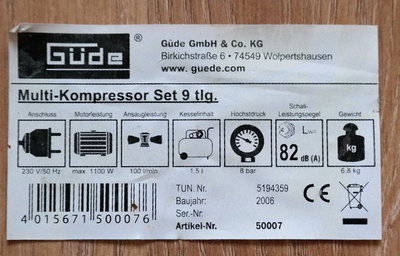 Güde
Güde GmbH & Co. KG
Birkichstraße 6 • 74549 Wolpertshausen
www.guede.com
Multi-Kompressor Set 9 tlg.
Anschluss Motorleistung Ansaugleistung Kesselinhalt Höchstdruck Schall-Leistungspegel Gewicht
LWA
82 dB (A)
kg
230 V/50 Hz max 1100 W 100 l/min 1.5 l 8 bar 6,8 kg
TUN. Nr. 5194359
Baujahr: 2006
Ser.-Nr:
Artikel-Nr. 50007
CE
4 015671 500076